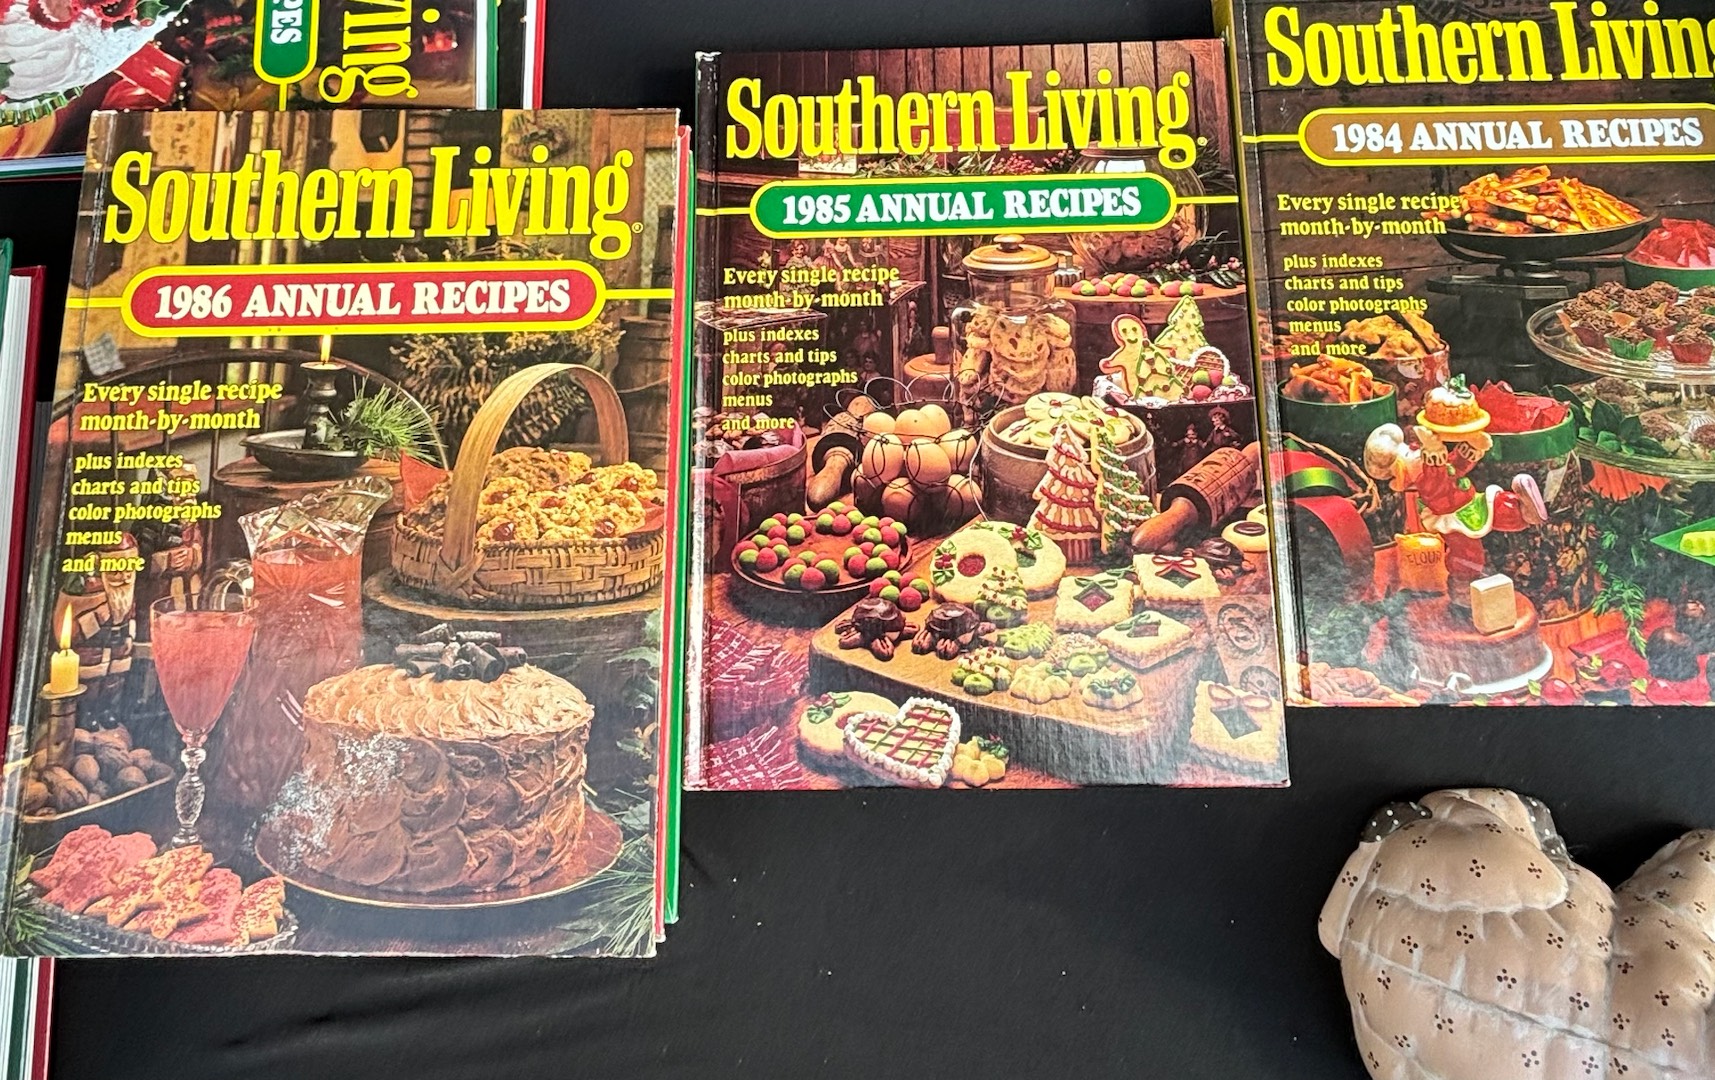 PES
ving
Southern Living®
1986 ANNUAL RECIPES
Every single recipe
month-by-month
plus indexes
charts and tips
color photographs
menus
and more
Southern Living®
1985 ANNUAL RECIPES
Every single recipe
month-by-month
plus indexes
charts and tips
color photographs
menus
and more
Southern Living
1984 ANNUAL RECIPES
Every single recipe
month-by-month
plus indexes
charts and tips
color photographs
menus
and more
FLOUR